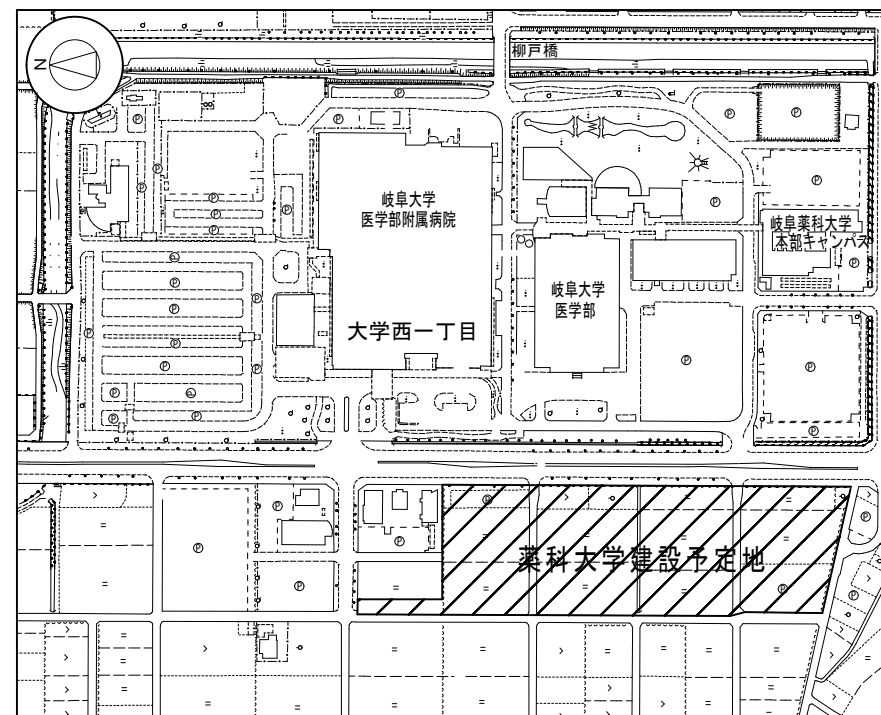 柳戸橋
N
岐阜大学
医学部附属病院
岐阜薬科大学
本部キャンパス
岐阜大学
医学部
大学西一丁目
薬科大学建設予定地